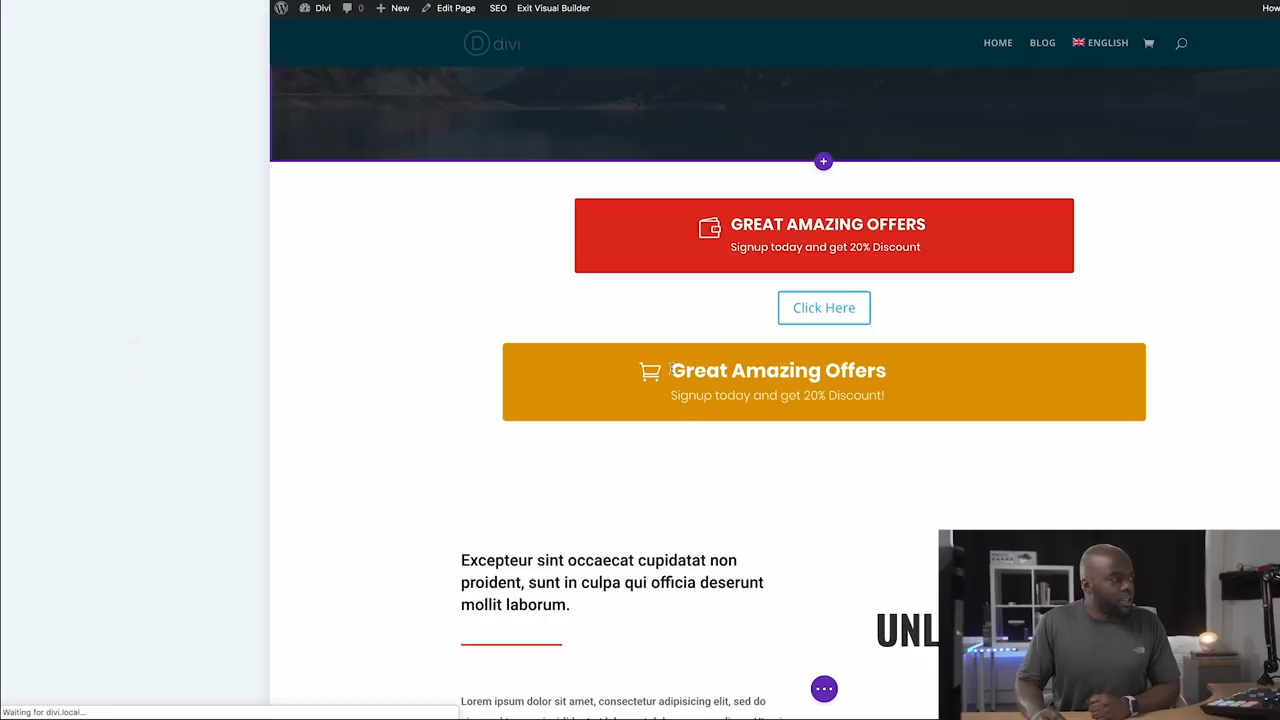 Divi 0 New Edit Page SEO Exit Visual Builder How
D divi HOME BLOG ENGLISH
GREAT AMAZING OFFERS
Signup today and get 20% Discount
Click Here
Great Amazing Offers
Signup today and get 20% Discount!
Excepteur sint occaecat cupidatat non
proident, sunt in culpa qui officia deserunt
mollit laborum.
UNL
Lorem ipsum dolor sit amet, consectetur adipisicing elit, sed do
Waiting for divi.local...